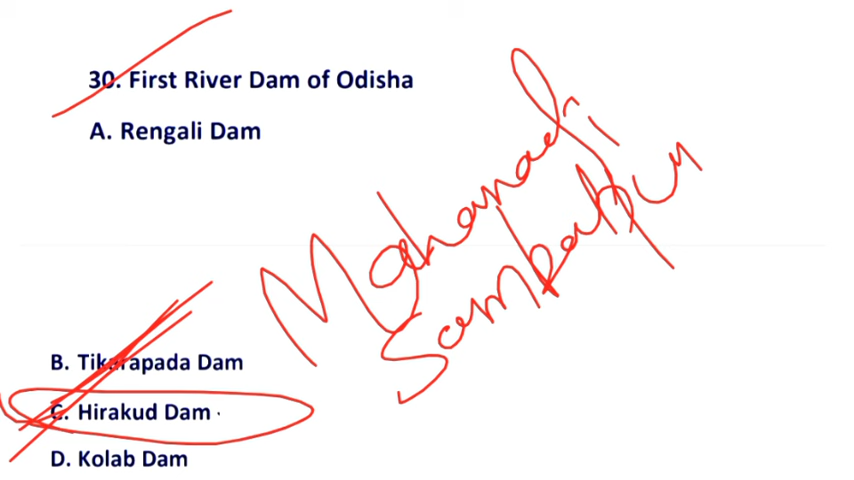 30. First River Dam of Odisha
A. Rengali Dam
Mahanadi
Sambalpur
B. Tikarapada Dam
C. Hirakud Dam
D. Kolab Dam